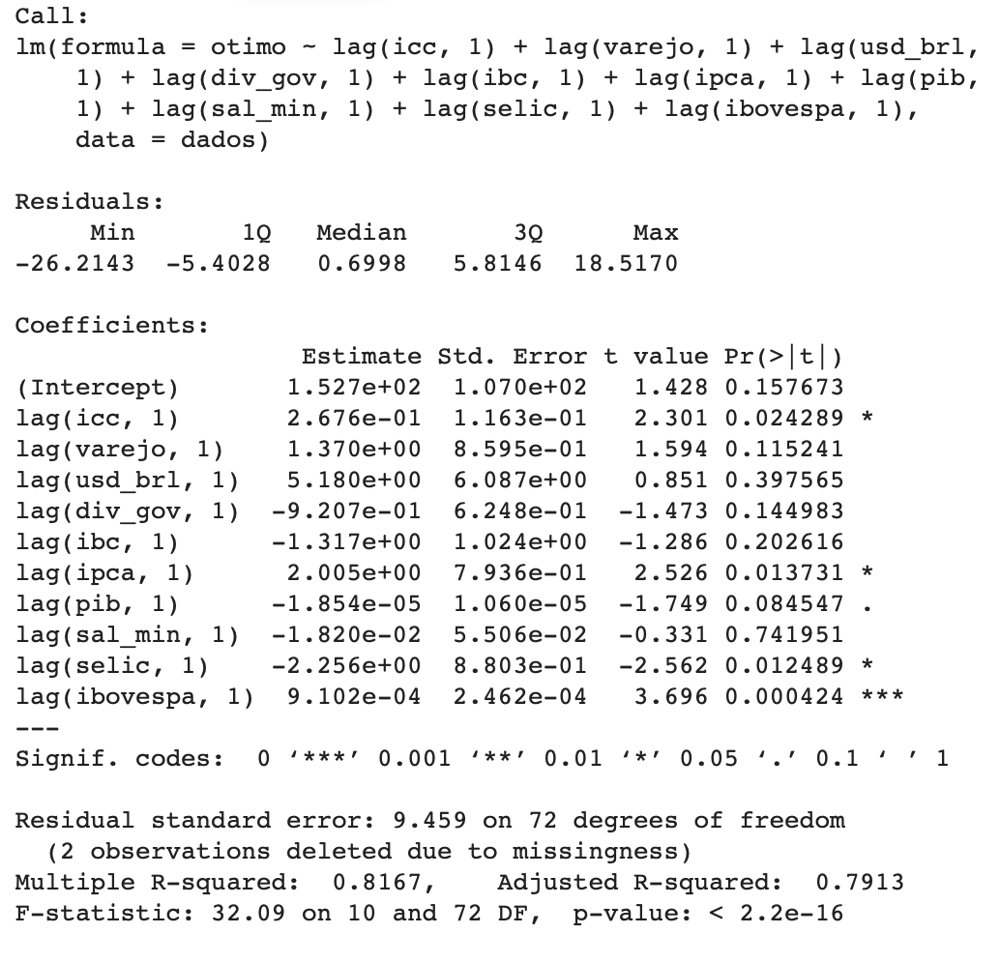 Call:
lm(formula = otimo ~ lag(icc, 1) + lag(varejo, 1) + lag(usd_brl,
    1) + lag(div_gov, 1) + lag(ibc, 1) + lag(ipca, 1) + lag(pib,
    1) + lag(sal_min, 1) + lag(selic, 1) + lag(ibovespa, 1),
    data = dados)

Residuals:
     Min       1Q   Median       3Q      Max
-26.2143  -5.4028   0.6998   5.8146  18.5170

Coefficients:
                  Estimate Std. Error t value Pr(>|t|)
(Intercept)      1.527e+02  1.070e+02   1.428 0.157673
lag(icc, 1)      2.676e-01  1.163e-01   2.301 0.024289 *
lag(varejo, 1)   1.370e+00  8.595e-01   1.594 0.115241
lag(usd_brl, 1)  5.180e+00  6.087e+00   0.851 0.397565
lag(div_gov, 1) -9.207e-01  6.248e-01  -1.473 0.144983
lag(ibc, 1)     -1.317e+00  1.024e+00  -1.286 0.202616
lag(ipca, 1)     2.005e+00  7.936e-01   2.526 0.013731 *
lag(pib, 1)     -1.854e-05  1.060e-05  -1.749 0.084547 .
lag(sal_min, 1) -1.820e-02  5.506e-02  -0.331 0.741951
lag(selic, 1)   -2.256e+00  8.803e-01  -2.562 0.012489 *
lag(ibovespa, 1)  9.102e-04  2.462e-04   3.696 0.000424 ***
---
Signif. codes:  0 ‘***’ 0.001 ‘**’ 0.01 ‘*’ 0.05 ‘.’ 0.1 ‘ ’ 1

Residual standard error: 9.459 on 72 degrees of freedom
  (2 observations deleted due to missingness)
Multiple R-squared:  0.8167,    Adjusted R-squared:  0.7913
F-statistic: 32.09 on 10 and 72 DF,  p-value: < 2.2e-16